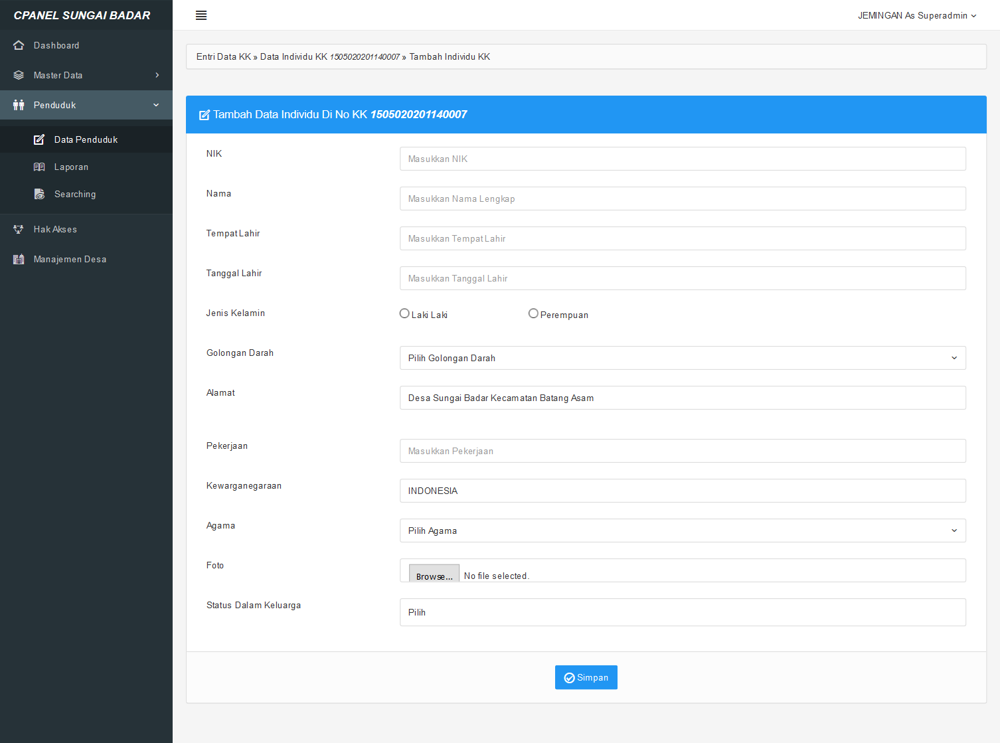 CPANEL SUNGAI BADAR
JEMINGAN As Superadmin
Dashboard
Master Data
Penduduk
Data Penduduk
Laporan
Searching
Hak Akses
Manajemen Desa
Entri Data KK » Data Individu KK 1505020201140007 » Tambah Individu KK
Tambah Data Individu Di No KK 1505020201140007
NIK
Masukkan NIK
Nama
Masukkan Nama Lengkap
Tempat Lahir
Masukkan Tempat Lahir
Tanggal Lahir
Masukkan Tanggal Lahir
Jenis Kelamin
Laki Laki Perempuan
Golongan Darah
Pilih Golongan Darah
Alamat
Desa Sungai Badar Kecamatan Batang Asam
Pekerjaan
Masukkan Pekerjaan
Kewarganegaraan
INDONESIA
Agama
Pilih Agama
Foto
Browse... No file selected.
Status Dalam Keluarga
Pilih
Simpan